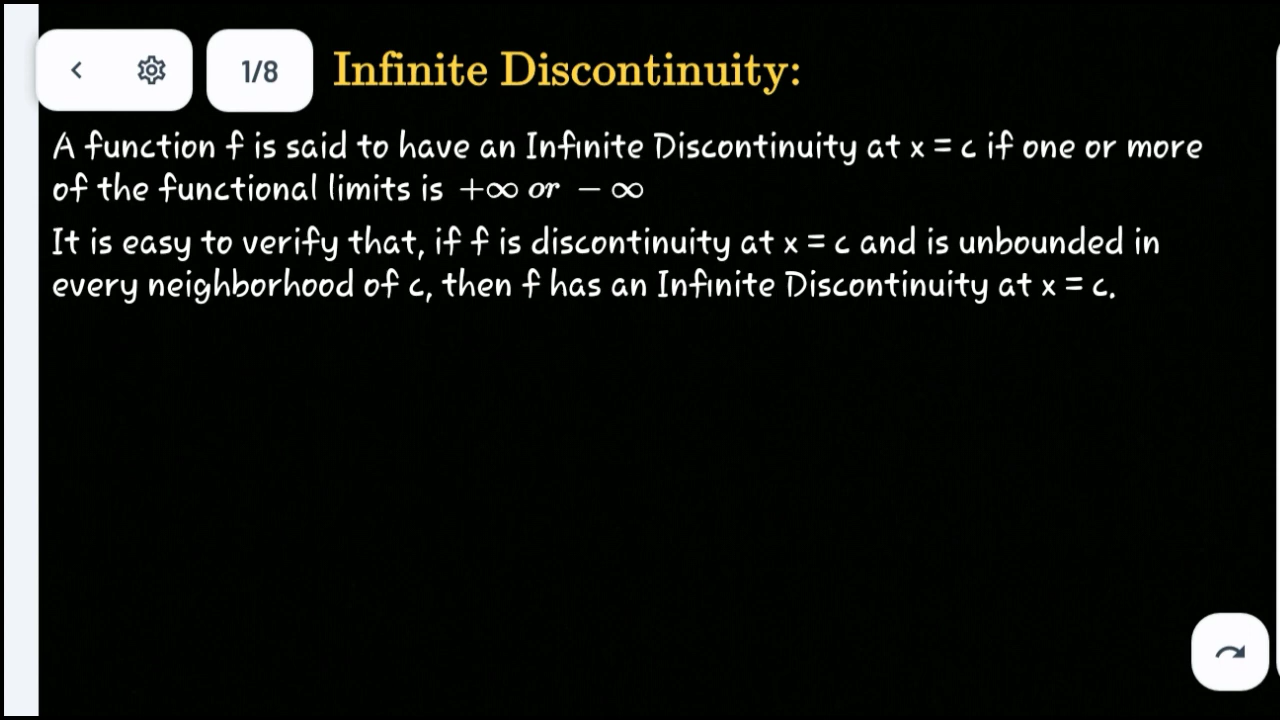 1/8
Infinite Discontinuity:
A function f is said to have an Infinite Discontinuity at x = c if one or more
of the functional limits is +∞ or − ∞
It is easy to verify that, if f is discontinuity at x = c and is unbounded in
every neighborhood of c, then f has an Infinite Discontinuity at x = c.